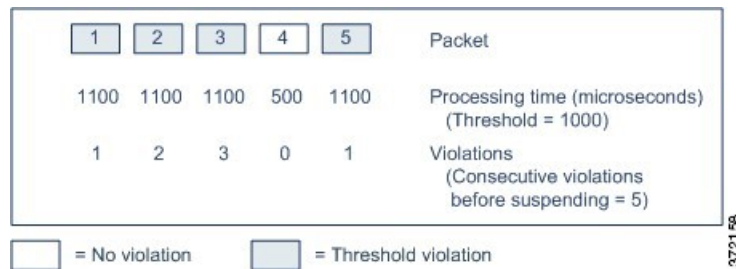 1 2 3 4 5 Packet
1100 1100 1100 500 1100 Processing time (microseconds)
(Threshold = 1000)
1 2 3 0 1 Violations
(Consecutive violations
before suspending = 5)
= No violation = Threshold violation
372158